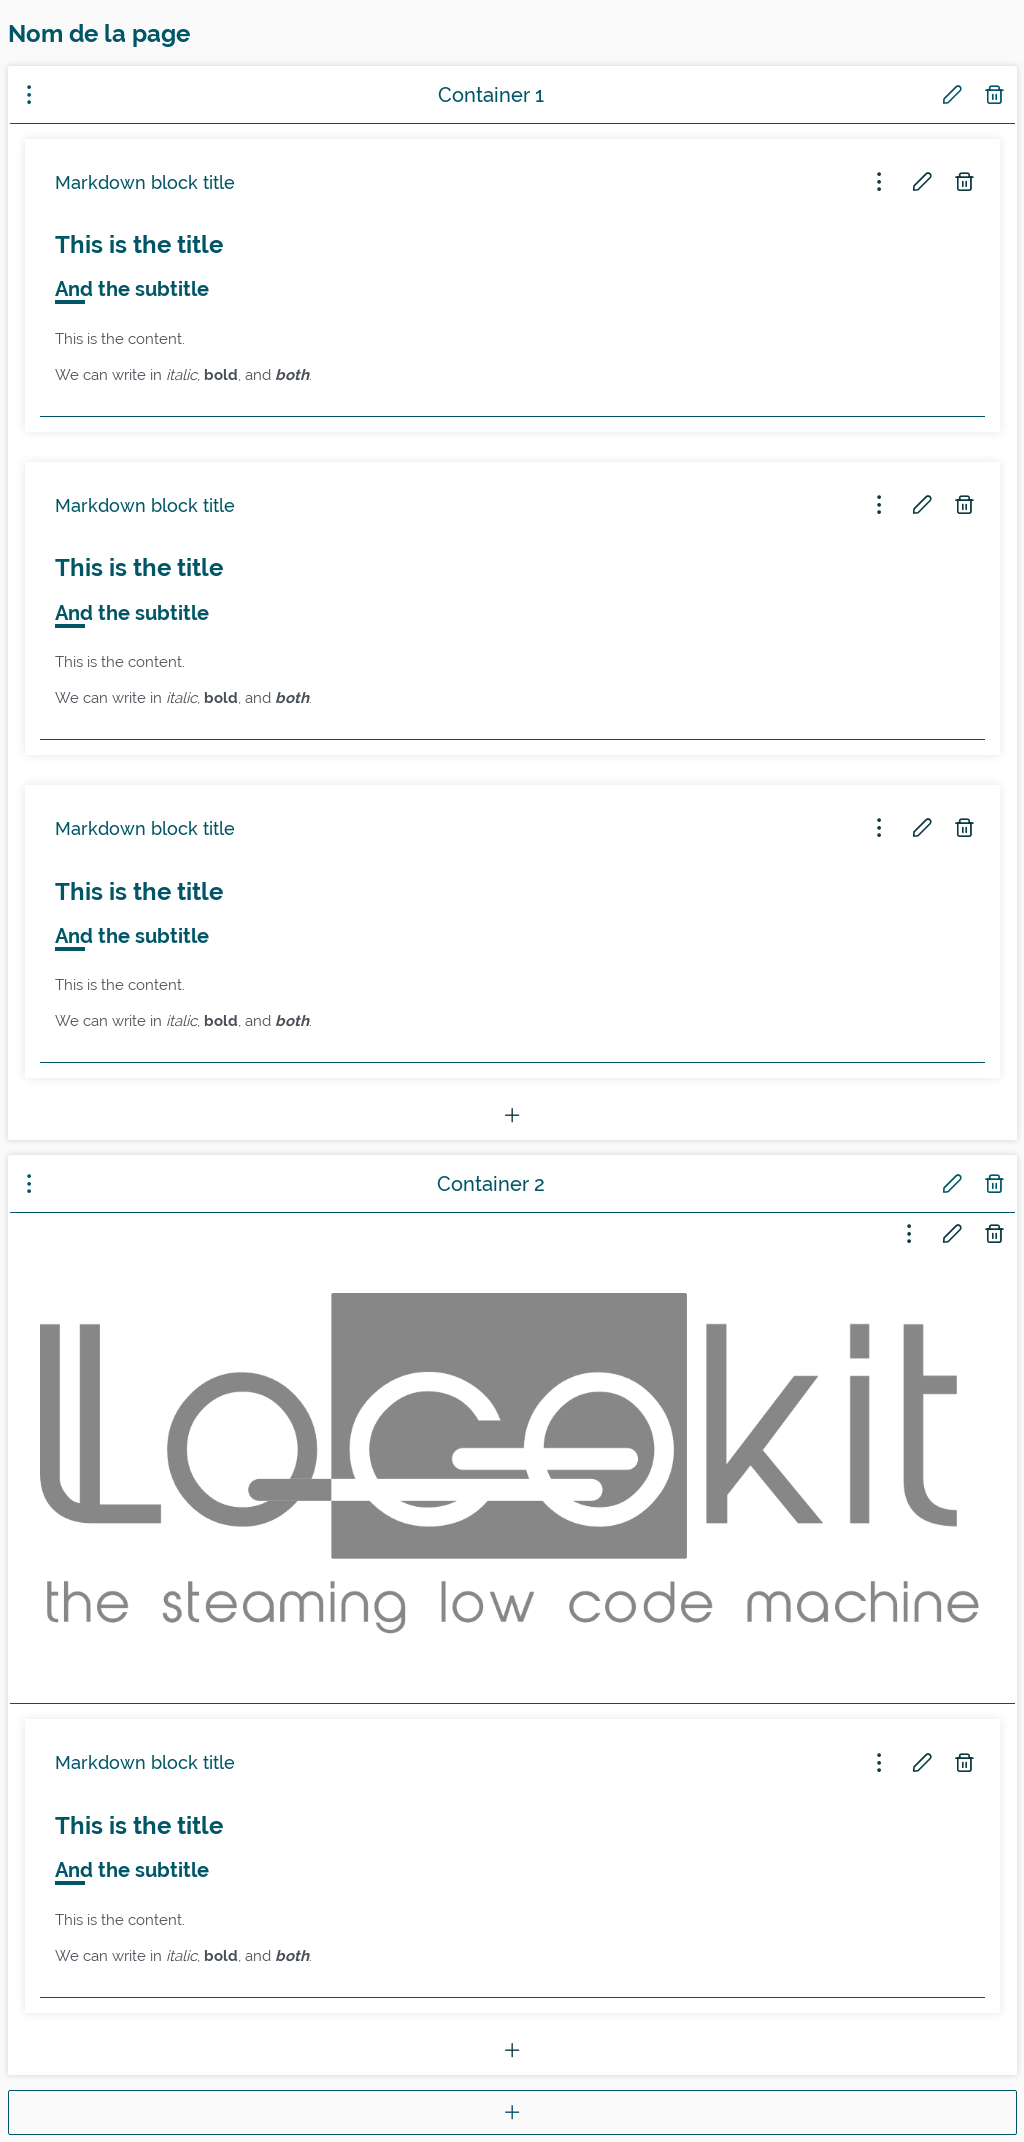 Nom de la page
Container 1
Markdown block title
This is the title
And the subtitle
This is the content.
We can write in italic, bold, and both.
Markdown block title
This is the title
And the subtitle
This is the content.
We can write in italic, bold, and both.
Markdown block title
This is the title
And the subtitle
This is the content.
We can write in italic, bold, and both.
+
Container 2
Locokit
the steaming low code machine
Markdown block title
This is the title
And the subtitle
This is the content.
We can write in italic, bold, and both.
+
+